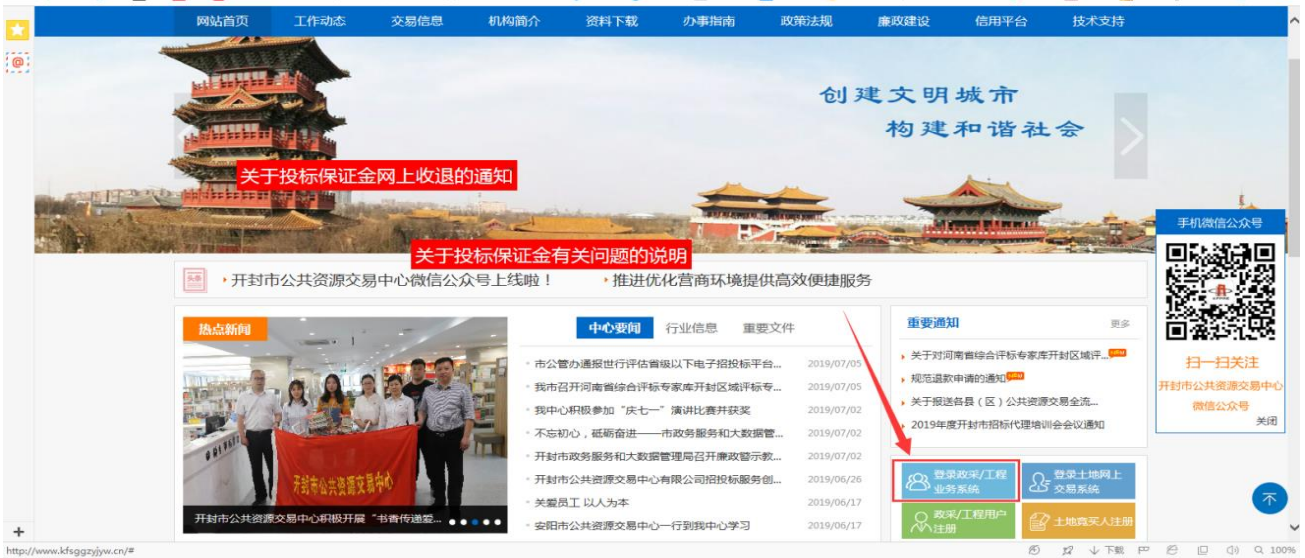 网站首页 工作动态 交易信息 机构简介 资料下载 办事指南 政策法规 廉政建设 信用平台 技术支持
创建文明城市
构建和谐社会
关于投标保证金网上收退的通知
关于投标保证金有关问题的说明
头条
开封市公共资源交易中心微信公众号上线啦！
推进优化营商环境提供高效便捷服务
手机微信公众号
扫一扫关注
开封市公共资源交易中心
微信公众号
关闭
热点新闻
开封市公共资源交易中心
开封市公共资源交易中心积极开展“书香传递爱...
中心要闻 行业信息 重要文件
市公管办通报世行评估省级以下电子招投标平台... 2019/07/05
我市召开河南省综合评标专家库开封区域评标专... 2019/07/05
我中心积极参加“庆七一”演讲比赛并获奖 2019/07/02
不忘初心，砥砺奋进——市政务服务和大数据管... 2019/07/02
开封市政务服务和大数据管理局召开廉政警示教... 2019/07/02
开封市公共资源交易中心有限公司招投标服务创... 2019/06/26
关爱员工 以人为本 2019/06/17
安阳市公共资源交易中心一行到我中心学习 2019/06/17
重要通知 更多
关于对河南省综合评标专家库开封区域评...
规范退款申请的通知
关于报送各县（区）公共资源交易全流...
2019年度开封市招标代理培训会会议通知
登录政采/工程
业务系统
登录土地网上
交易系统
政采/工程用户
注册
土地竞买人注册
http://www.kfsggzyjyw.cn/#
下载
100%